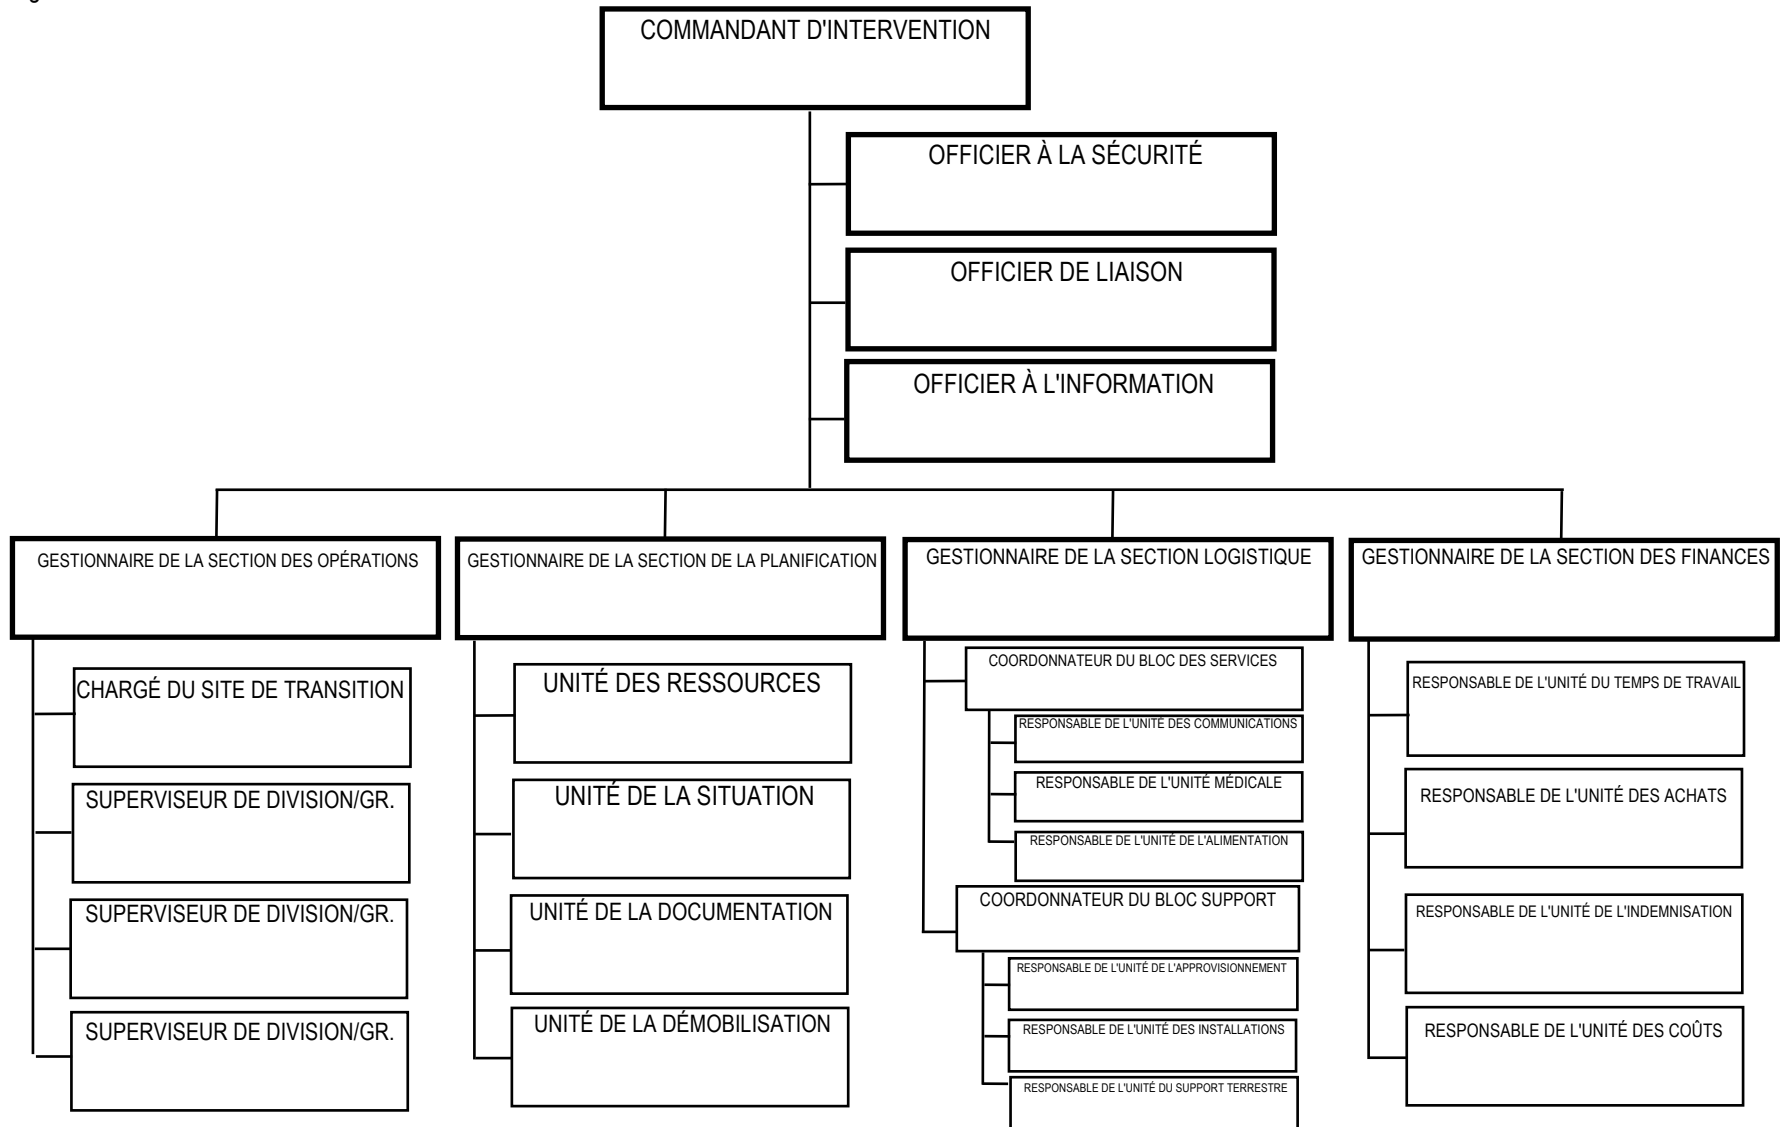 COMMANDANT D'INTERVENTION
OFFICIER À LA SÉCURITÉ
OFFICIER DE LIAISON
OFFICIER À L'INFORMATION
GESTIONNAIRE DE LA SECTION DES OPÉRATIONS
CHARGÉ DU SITE DE TRANSITION
SUPERVISEUR DE DIVISION/GR.
SUPERVISEUR DE DIVISION/GR.
SUPERVISEUR DE DIVISION/GR.
GESTIONNAIRE DE LA SECTION DE LA PLANIFICATION
UNITÉ DES RESSOURCES
UNITÉ DE LA SITUATION
UNITÉ DE LA DOCUMENTATION
UNITÉ DE LA DÉMOBILISATION
GESTIONNAIRE DE LA SECTION LOGISTIQUE
COORDONNATEUR DU BLOC DES SERVICES
RESPONSABLE DE L'UNITÉ DES COMMUNICATIONS
RESPONSABLE DE L'UNITÉ MÉDICALE
RESPONSABLE DE L'UNITÉ DE L'ALIMENTATION
COORDONNATEUR DU BLOC SUPPORT
RESPONSABLE DE L'UNITÉ DE L'APPROVISIONNEMENT
RESPONSABLE DE L'UNITÉ DES INSTALLATIONS
RESPONSABLE DE L'UNITÉ DU SUPPORT TERRESTRE
GESTIONNAIRE DE LA SECTION DES FINANCES
RESPONSABLE DE L'UNITÉ DU TEMPS DE TRAVAIL
RESPONSABLE DE L'UNITÉ DES ACHATS
RESPONSABLE DE L'UNITÉ DE L'INDEMNISATION
RESPONSABLE DE L'UNITÉ DES COÛTS